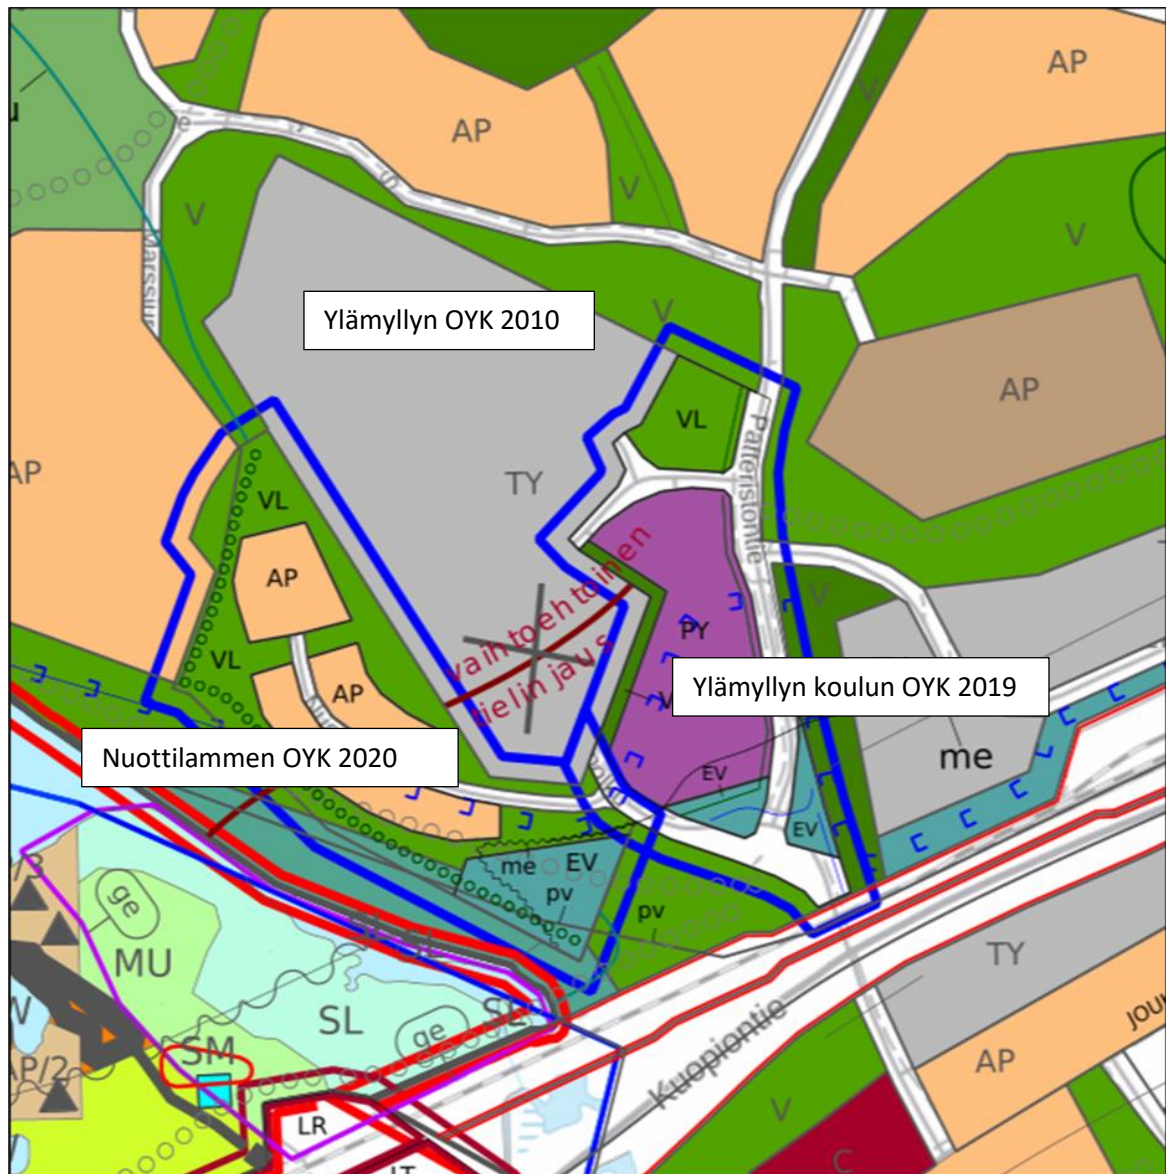 AP
AP
V
V
V
V
Ylämyllyn OYK 2010
V
AP
VL
AP
Patteristontie
TY
VL
vaihtoehtoinen
tielinjaus
AP
V
PY
VL
AP
Ylämyllyn koulun OYK 2019
Nuottilammen OYK 2020
me
EV
EV
me
EV
pv
pv
ge
/3
MU
SL
SL
ge
TY
SM
Kuopiontie
AP/2
AP
V
LR
LT
C